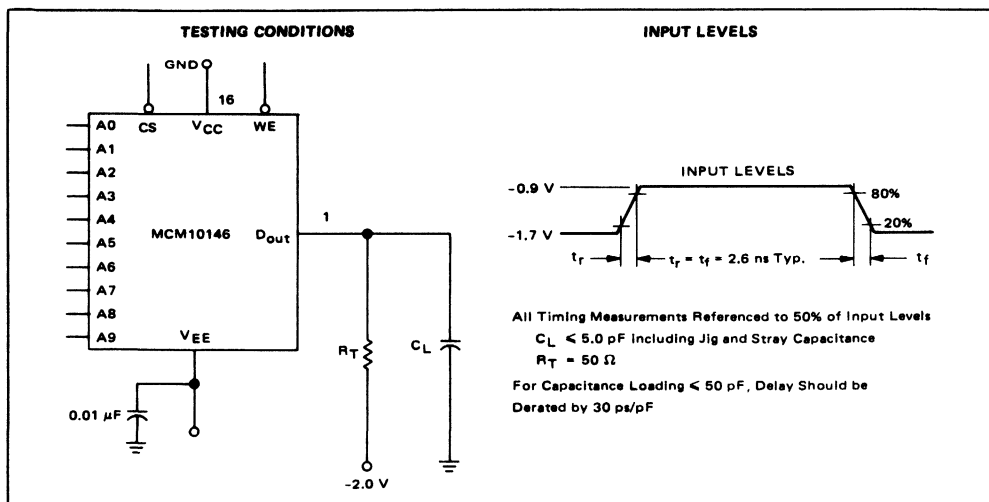 TESTING CONDITIONS
GND
16
CS
VCC
WE
A0
A1
A2
A3
A4
A5
A6
A7
A8
A9
MCM10146
Dout
1
VEE
0.01 µF
RT
CL
-2.0 V
INPUT LEVELS
INPUT LEVELS
-0.9 V
80%
20%
-1.7 V
tr
tr = tf = 2.6 ns Typ.
tf
All Timing Measurements Referenced to 50% of Input Levels
CL ≤ 5.0 pF Including Jig and Stray Capacitance
RT = 50 Ω
For Capacitance Loading ≤ 50 pF, Delay Should be
Derated by 30 ps/pF